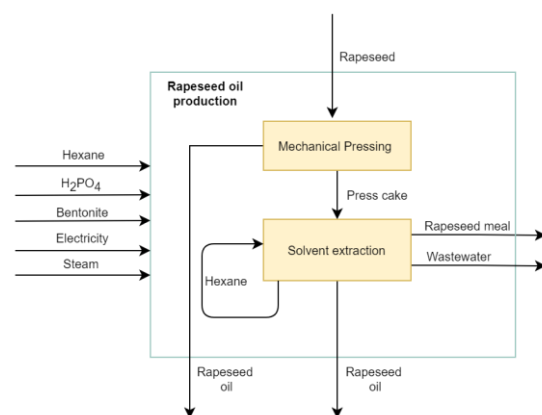 Rapeseed
Rapeseed oil
production
Mechanical Pressing
Hexane
H2PO4
Bentonite
Electricity
Steam
Press cake
Rapeseed meal
Solvent extraction
Wastewater
Hexane
Rapeseed
oil
Rapeseed
oil